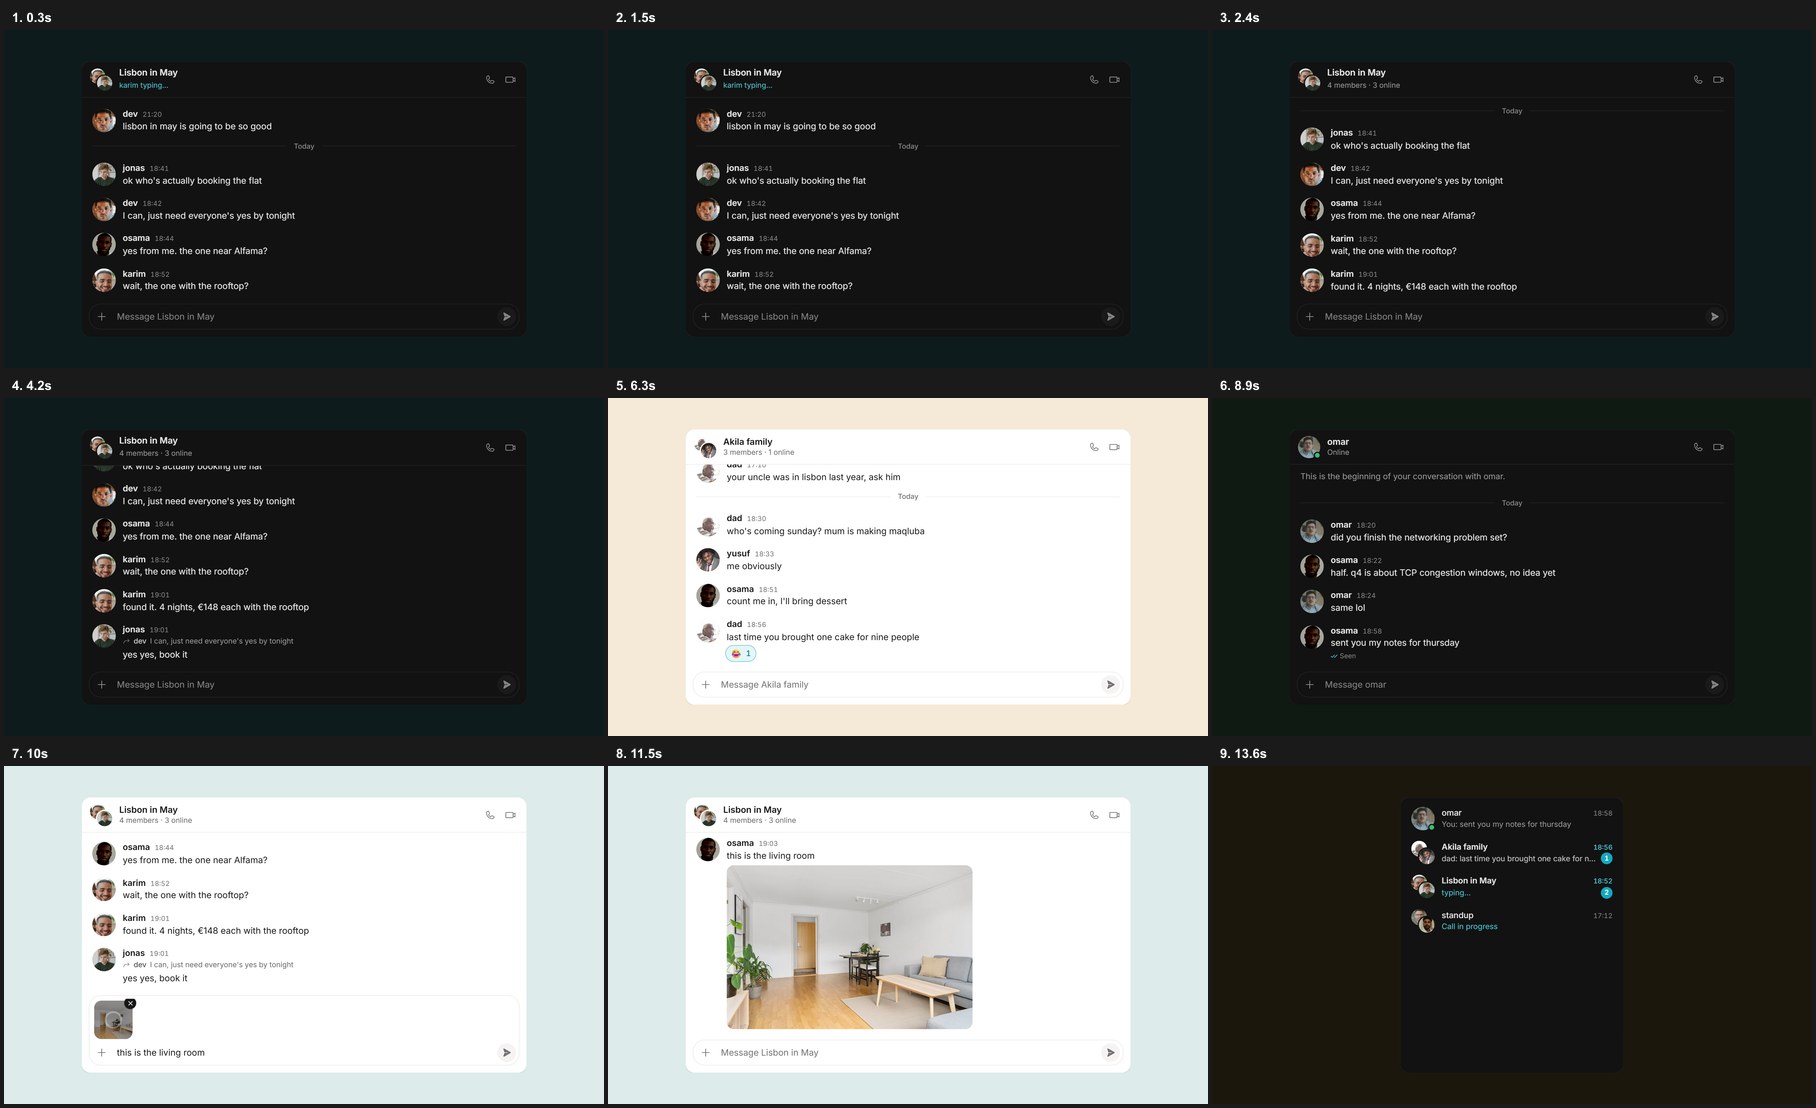 1. 0.3s
Lisbon in May
karim typing...
dev 21:20
lisbon in may is going to be so good
Today
jonas 18:41
ok who's actually booking the flat
dev 18:42
I can, just need everyone's yes by tonight
osama 18:44
yes from me. the one near Alfama?
karim 18:52
wait, the one with the rooftop?
Message Lisbon in May
2. 1.5s
Lisbon in May
karim typing...
dev 21:20
lisbon in may is going to be so good
Today
jonas 18:41
ok who's actually booking the flat
dev 18:42
I can, just need everyone's yes by tonight
osama 18:44
yes from me. the one near Alfama?
karim 18:52
wait, the one with the rooftop?
Message Lisbon in May
3. 2.4s
Lisbon in May
4 members · 3 online
Today
jonas 18:41
ok who's actually booking the flat
dev 18:42
I can, just need everyone's yes by tonight
osama 18:44
yes from me. the one near Alfama?
karim 18:52
wait, the one with the rooftop?
karim 19:01
found it. 4 nights, €148 each with the rooftop
Message Lisbon in May
4. 4.2s
Lisbon in May
4 members · 3 online
ok who's actually booking the flat
dev 18:42
I can, just need everyone's yes by tonight
osama 18:44
yes from me. the one near Alfama?
karim 18:52
wait, the one with the rooftop?
karim 19:01
found it. 4 nights, €148 each with the rooftop
jonas 19:01
dev I can, just need everyone's yes by tonight
yes yes, book it
Message Lisbon in May
5. 6.3s
Akila family
3 members · 1 online
dad 17:10
your uncle was in lisbon last year, ask him
Today
dad 18:30
who's coming sunday? mum is making maqluba
yusuf 18:33
me obviously
osama 18:51
count me in, I'll bring dessert
dad 18:56
last time you brought one cake for nine people
1
Message Akila family
6. 8.9s
omar
Online
This is the beginning of your conversation with omar.
Today
omar 18:20
did you finish the networking problem set?
osama 18:22
half. q4 is about TCP congestion windows, no idea yet
omar 18:24
same lol
osama 18:58
sent you my notes for thursday
Seen
Message omar
7. 10s
Lisbon in May
4 members · 3 online
osama 18:44
yes from me. the one near Alfama?
karim 18:52
wait, the one with the rooftop?
karim 19:01
found it. 4 nights, €148 each with the rooftop
jonas 19:01
dev I can, just need everyone's yes by tonight
yes yes, book it
this is the living room
8. 11.5s
Lisbon in May
4 members · 3 online
osama 19:03
this is the living room
Message Lisbon in May
9. 13.6s
omar 18:58
You: sent you my notes for thursday
Akila family 18:56
dad: last time you brought one cake for n... 1
Lisbon in May 18:52
typing... 2
standup 17:12
Call in progress